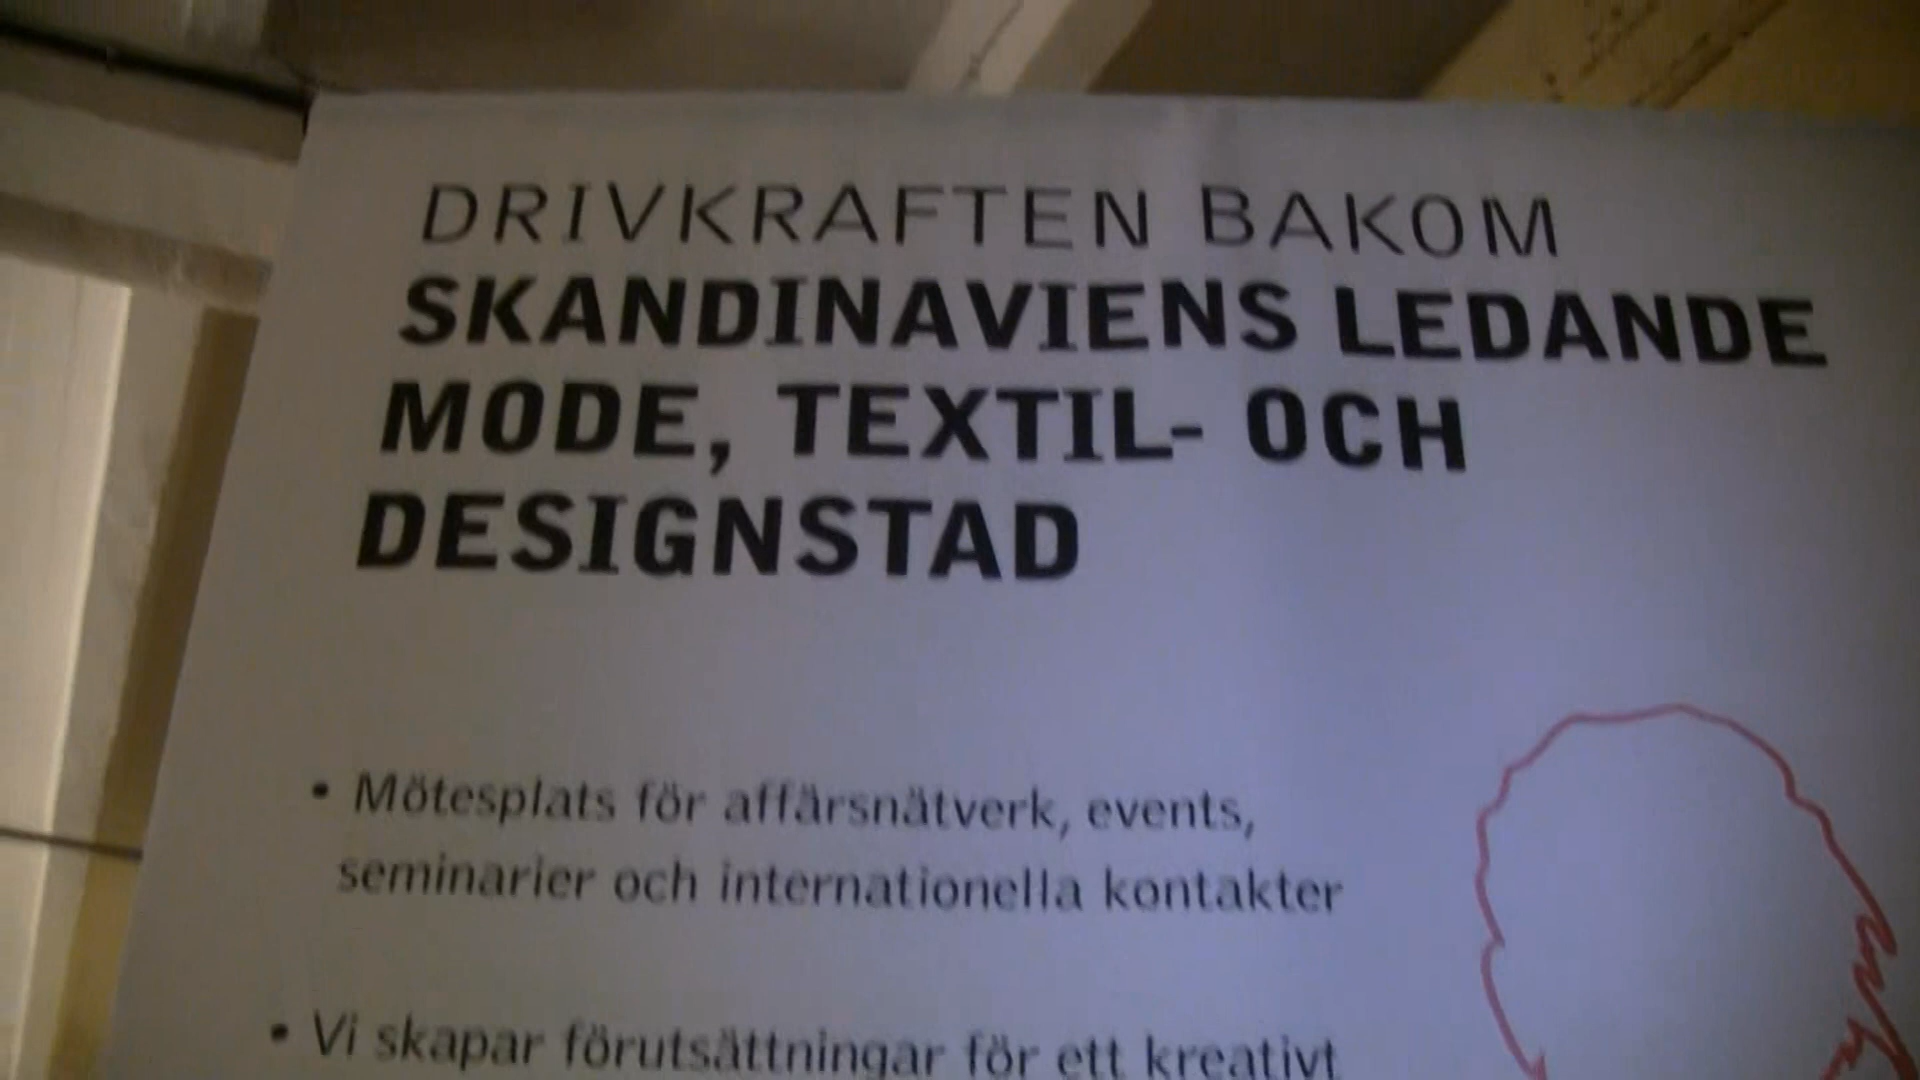 DRIVKRAFTEN BAKOM
SKANDINAVIENS LEDANDE
MODE, TEXTIL- OCH
DESIGNSTAD
• Mötesplats för affärsnätverk, events,
seminarier och internationella kontakter
• Vi skapar förutsättningar för ett kreativt